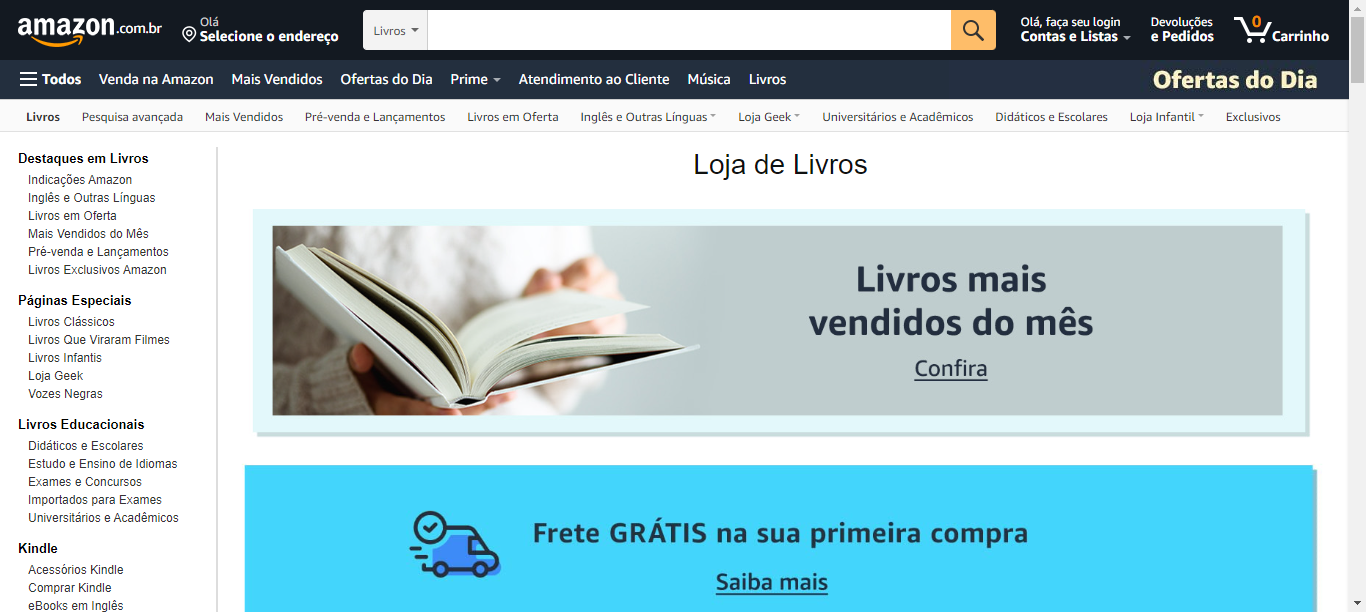 amazon.com.br
Olá
Selecione o endereço
Livros
Olá, faça seu login
Contas e Listas
Devoluções
e Pedidos
0
Carrinho
Todos
Venda na Amazon
Mais Vendidos
Ofertas do Dia
Prime
Atendimento ao Cliente
Música
Livros
Ofertas do Dia
Livros
Pesquisa avançada
Mais Vendidos
Pré-venda e Lançamentos
Livros em Oferta
Inglês e Outras Línguas
Loja Geek
Universitários e Acadêmicos
Didáticos e Escolares
Loja Infantil
Exclusivos
Destaques em Livros
Indicações Amazon
Inglês e Outras Línguas
Livros em Oferta
Mais Vendidos do Mês
Pré-venda e Lançamentos
Livros Exclusivos Amazon
Páginas Especiais
Livros Clássicos
Livros Que Viraram Filmes
Livros Infantis
Loja Geek
Vozes Negras
Livros Educacionais
Didáticos e Escolares
Estudo e Ensino de Idiomas
Exames e Concursos
Importados para Exames
Universitários e Acadêmicos
Kindle
Acessórios Kindle
Comprar Kindle
eBooks em Inglês
Loja de Livros
Livros mais
vendidos do mês
Confira
Frete GRÁTIS na sua primeira compra
Saiba mais